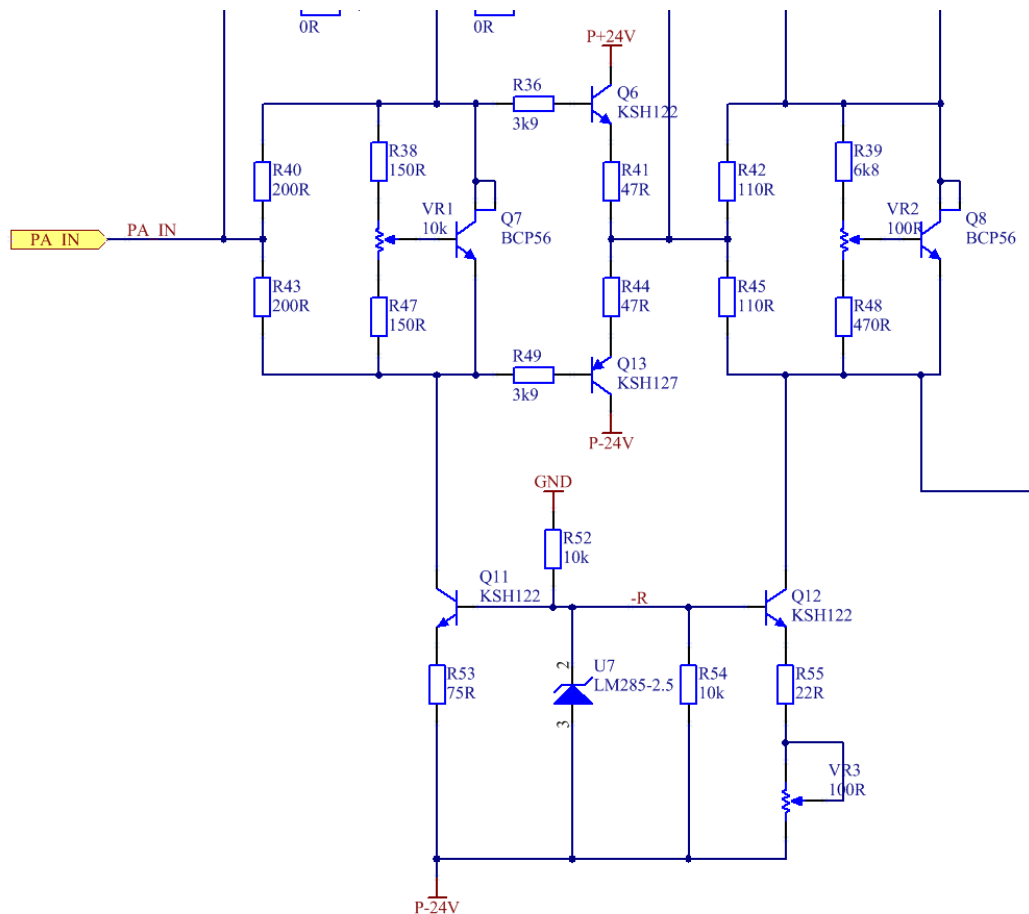 0R
0R
P+24V
R36
3k9
Q6
KSH122
R40
200R
R38
150R
R41
47R
R42
110R
R39
6k8
PA_IN
PA_IN
VR1
10k
Q7
BCP56
VR2
100R
Q8
BCP56
R43
200R
R47
150R
R44
47R
R45
110R
R48
470R
R49
3k9
Q13
KSH127
P-24V
GND
R52
10k
Q11
KSH122
-R
Q12
KSH122
R53
75R
2
U7
LM285-2.5
3
R54
10k
R55
22R
VR3
100R
P-24V